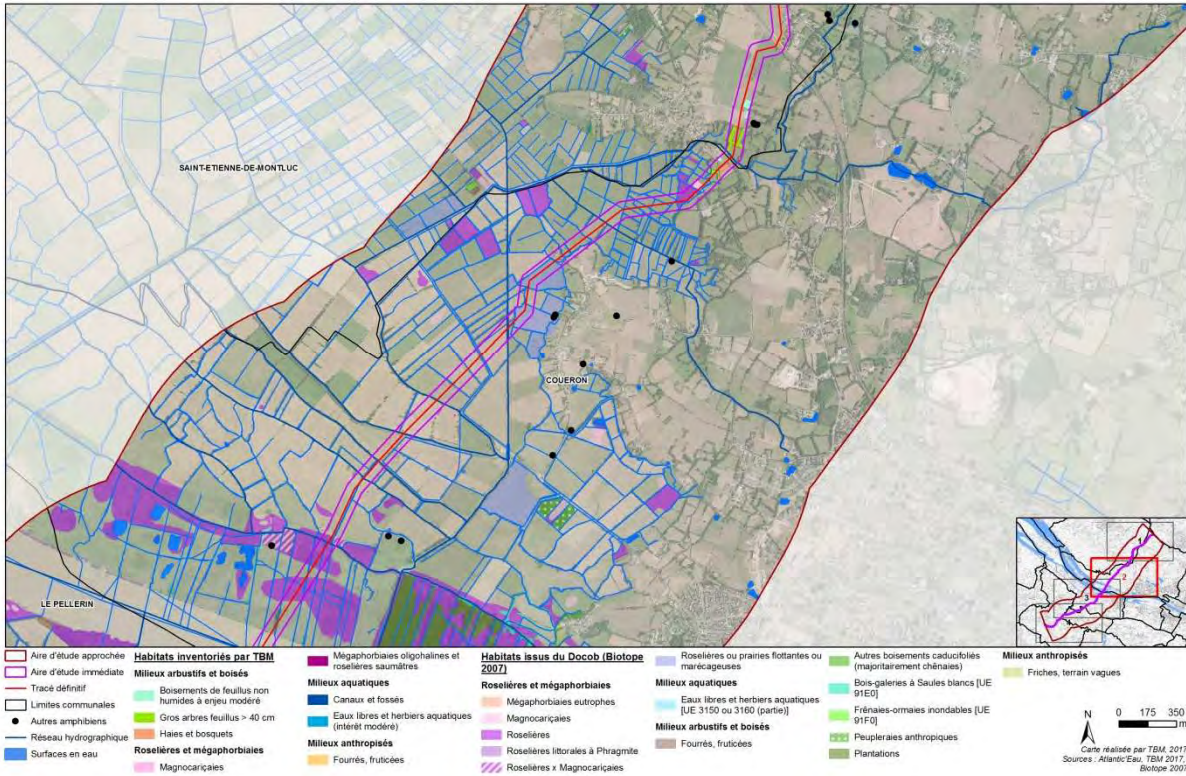 SAINT-ETIENNE-DE-MONTLUC
COUERON
LE PELLERIN
1
2
3
Aire d'étude approchée
Aire d'étude immédiate
Tracé définitif
Limites communales
Autres amphibiens
Réseau hydrographique
Surfaces en eau
Habitats inventoriés par TBM
Milieux arbustifs et boisés
Boisements de feuillus non
humides à enjeu modéré
Gros arbres feuillus > 40 cm
Haies et bosquets
Roselières et mégaphorbiaies
Magnocariçaies
Mégaphorbiaies oligohalines et
roselières saumâtres
Milieux aquatiques
Canaux et fossés
Eaux libres et herbiers aquatiques
(intérêt modéré)
Milieux anthropisés
Fourrés, fruticées
Habitats issus du Docob (Biotope
2007)
Roselières et mégaphorbiaies
Mégaphorbiaies eutrophes
Magnocariçaies
Roselières
Roselières littorales à Phragmite
Roselières x Magnocariçaies
Roselières ou prairies flottantes ou
marécageuses
Milieux aquatiques
Eaux libres et herbiers aquatiques
[UE 3150 ou 3160 (partie)]
Milieux arbustifs et boisés
Fourrés, fruticées
Autres boisements caducifoliés
(majoritairement chênaies)
Bois-galeries à Saules blancs [UE
91E0]
Frênaies-ormaies inondables [UE
91F0]
Peupleraies anthropiques
Plantations
Milieux anthropisés
Friches, terrain vagues
N
0 175 350
m
Carte réalisée par TBM, 2017
Sources : Atlantic'Eau, TBM 2017,
Biotope 2007